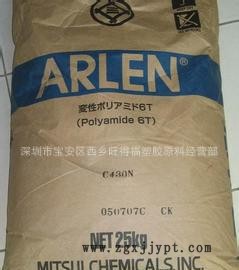 ARLEN®
変性ポリアミド6T
(Polyamide 6T)
深圳市宝安区西乡旺得福塑胶原料经营部
C430N
050707C CK
NET 25kg
www.zgxjjypt.com
MITSUI CHEMICALS, INC.